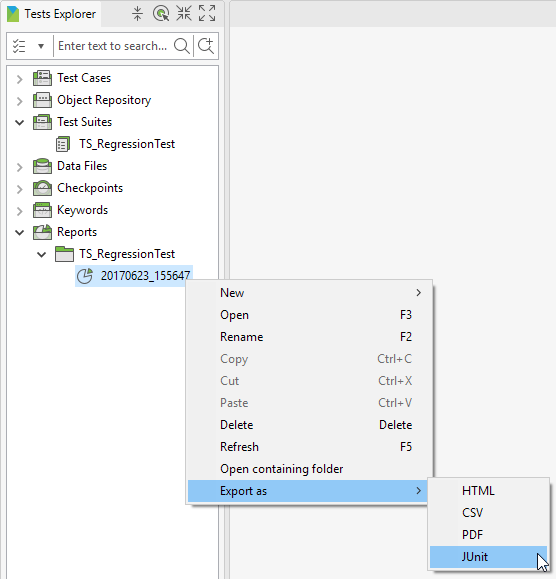 Tests Explorer
Enter text to search...
Test Cases
Object Repository
Test Suites
TS_RegressionTest
Data Files
Checkpoints
Keywords
Reports
TS_RegressionTest
20170623_155647
New
Open F3
Rename F2
Copy Ctrl+C
Cut Ctrl+X
Paste Ctrl+V
Delete Delete
Refresh F5
Open containing folder
Export as
HTML
CSV
PDF
JUnit